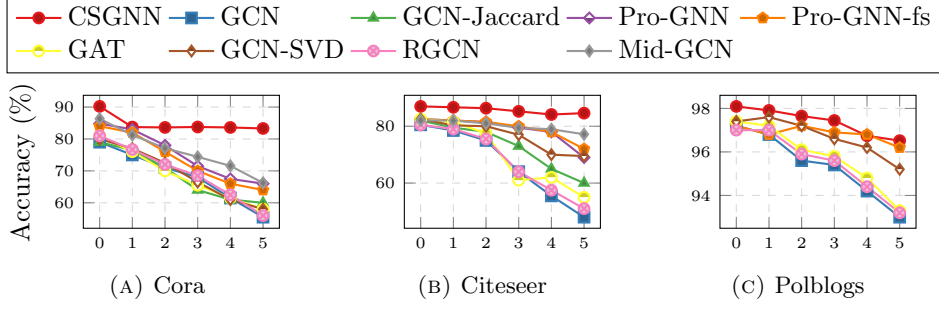 CSGNN GCN GCN-Jaccard Pro-GNN Pro-GNN-fs
GAT GCN-SVD RGCN Mid-GCN
Accuracy (%)
90
80
70
60
0 1 2 3 4 5
(A) Cora
80
60
0 1 2 3 4 5
(B) Citeseer
98
96
94
0 1 2 3 4 5
(C) Polblogs